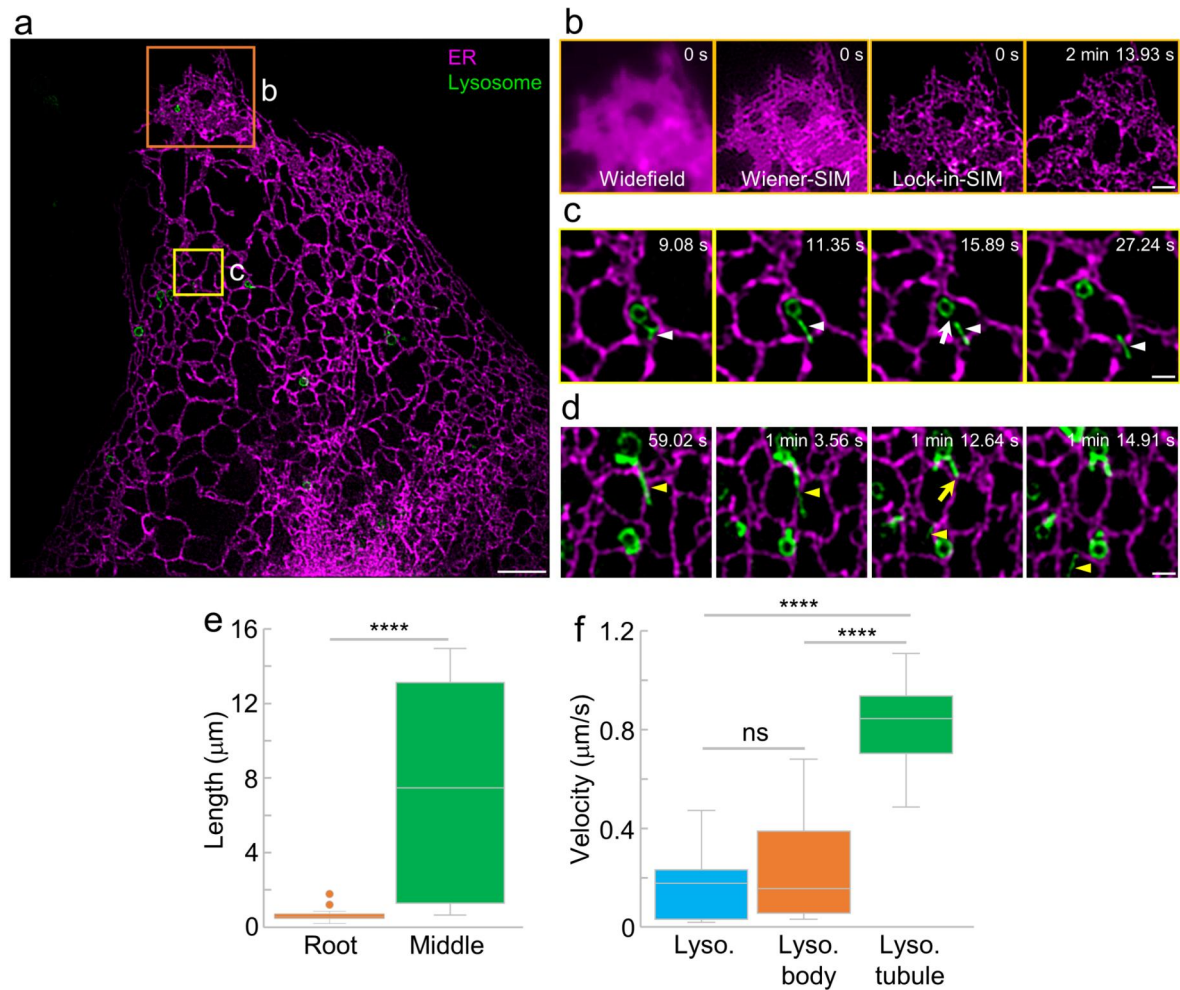 a
ER
Lysosome
b
c
b
0 s
0 s
0 s
2 min 13.93 s
Widefield
Wiener-SIM
Lock-in-SIM
c
9.08 s
11.35 s
15.89 s
27.24 s
d
59.02 s
1 min 3.56 s
1 min 12.64 s
1 min 14.91 s
e
16
12
8
4
0
Length (μm)
****
Root
Middle
f
1.2
0.8
0.4
0
Velocity (μm/s)
****
****
ns
Lyso.
Lyso.
body
Lyso.
tubule